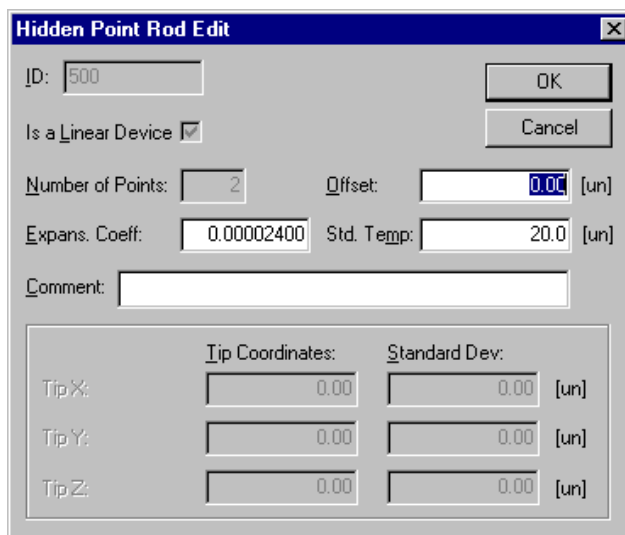 Hidden Point Rod Edit
ID: 500
OK
Is a Linear Device
Cancel
Number of Points: 2 Offset: 0.00 [un]
Expans. Coeff: 0.00002400 Std. Temp: 20.0 [un]
Comment:
Tip Coordinates: Standard Dev:
Tip X: 0.00 0.00 [un]
Tip Y: 0.00 0.00 [un]
Tip Z: 0.00 0.00 [un]